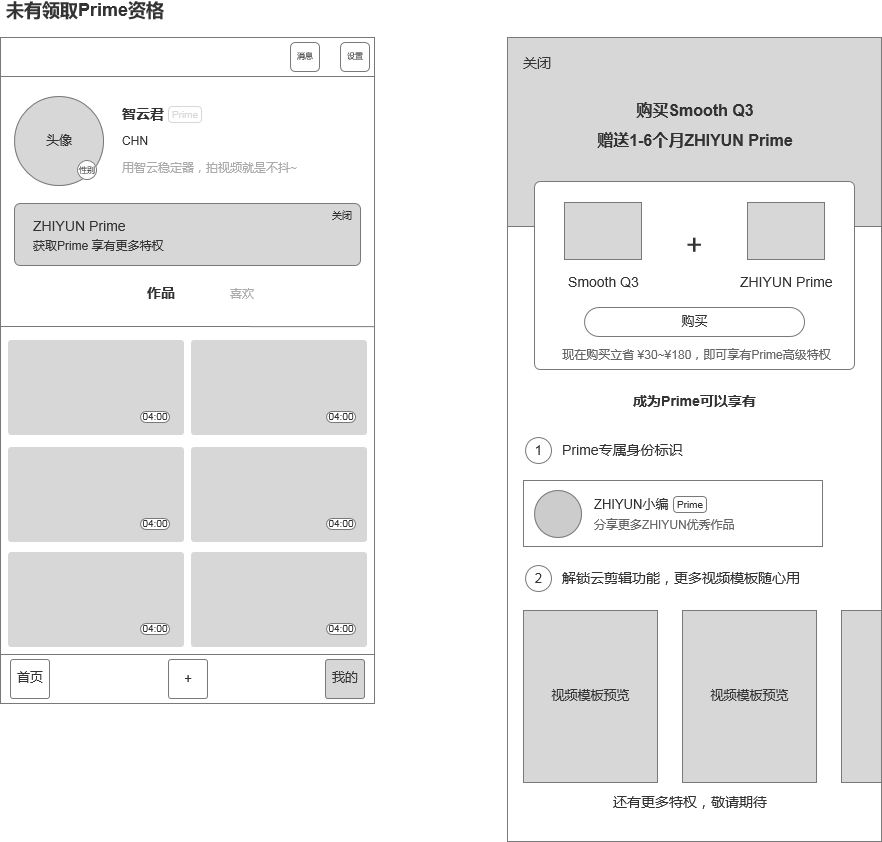 未有领取Prime资格
消息
设置
头像
性别
智云君 Prime
CHN
用智云稳定器，拍视频就是不抖~
ZHIYUN Prime
关闭
获取Prime 享有更多特权
作品
喜欢
04:00
04:00
04:00
04:00
04:00
04:00
首页
+
我的
关闭
购买Smooth Q3
赠送1-6个月ZHIYUN Prime
+
Smooth Q3
ZHIYUN Prime
购买
现在购买立省 ¥30~¥180，即可享有Prime高级特权
成为Prime可以享有
1 Prime专属身份标识
ZHIYUN小编 Prime
分享更多ZHIYUN优秀作品
2 解锁云剪辑功能，更多视频模板随心用
视频模板预览
视频模板预览
还有更多特权，敬请期待